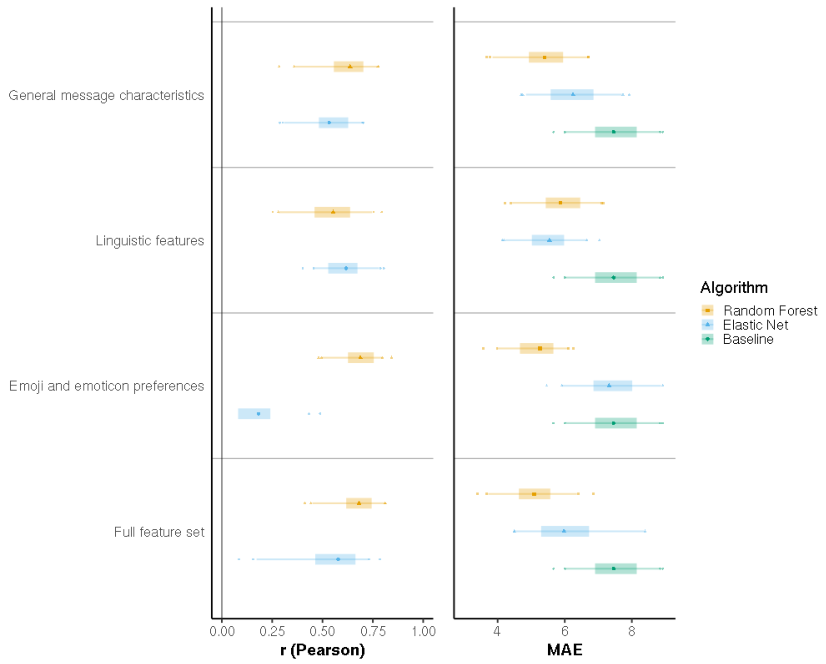 General message characteristics
Linguistic features
Emoji and emoticon preferences
Full feature set
0.00 0.25 0.50 0.75 1.00
r (Pearson)
4 6 8
MAE
Algorithm
Random Forest
Elastic Net
Baseline